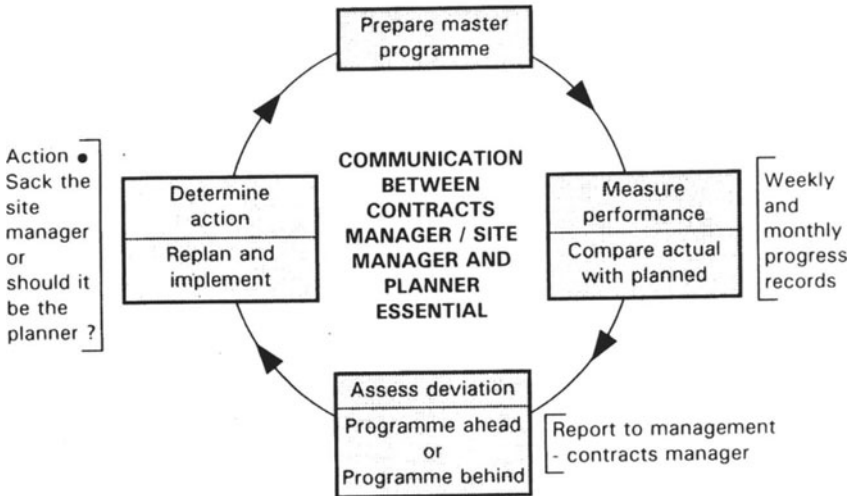 Prepare master
programme
COMMUNICATION
BETWEEN
CONTRACTS
MANAGER / SITE
MANAGER AND
PLANNER
ESSENTIAL
Measure
performance
Compare actual
with planned
Weekly
and
monthly
progress
records
Assess deviation
Programme ahead
or
Programme behind
Report to management
- contracts manager
Determine
action
Replan and
implement
Action •
Sack the
site
manager
or
should it
be the
planner ?